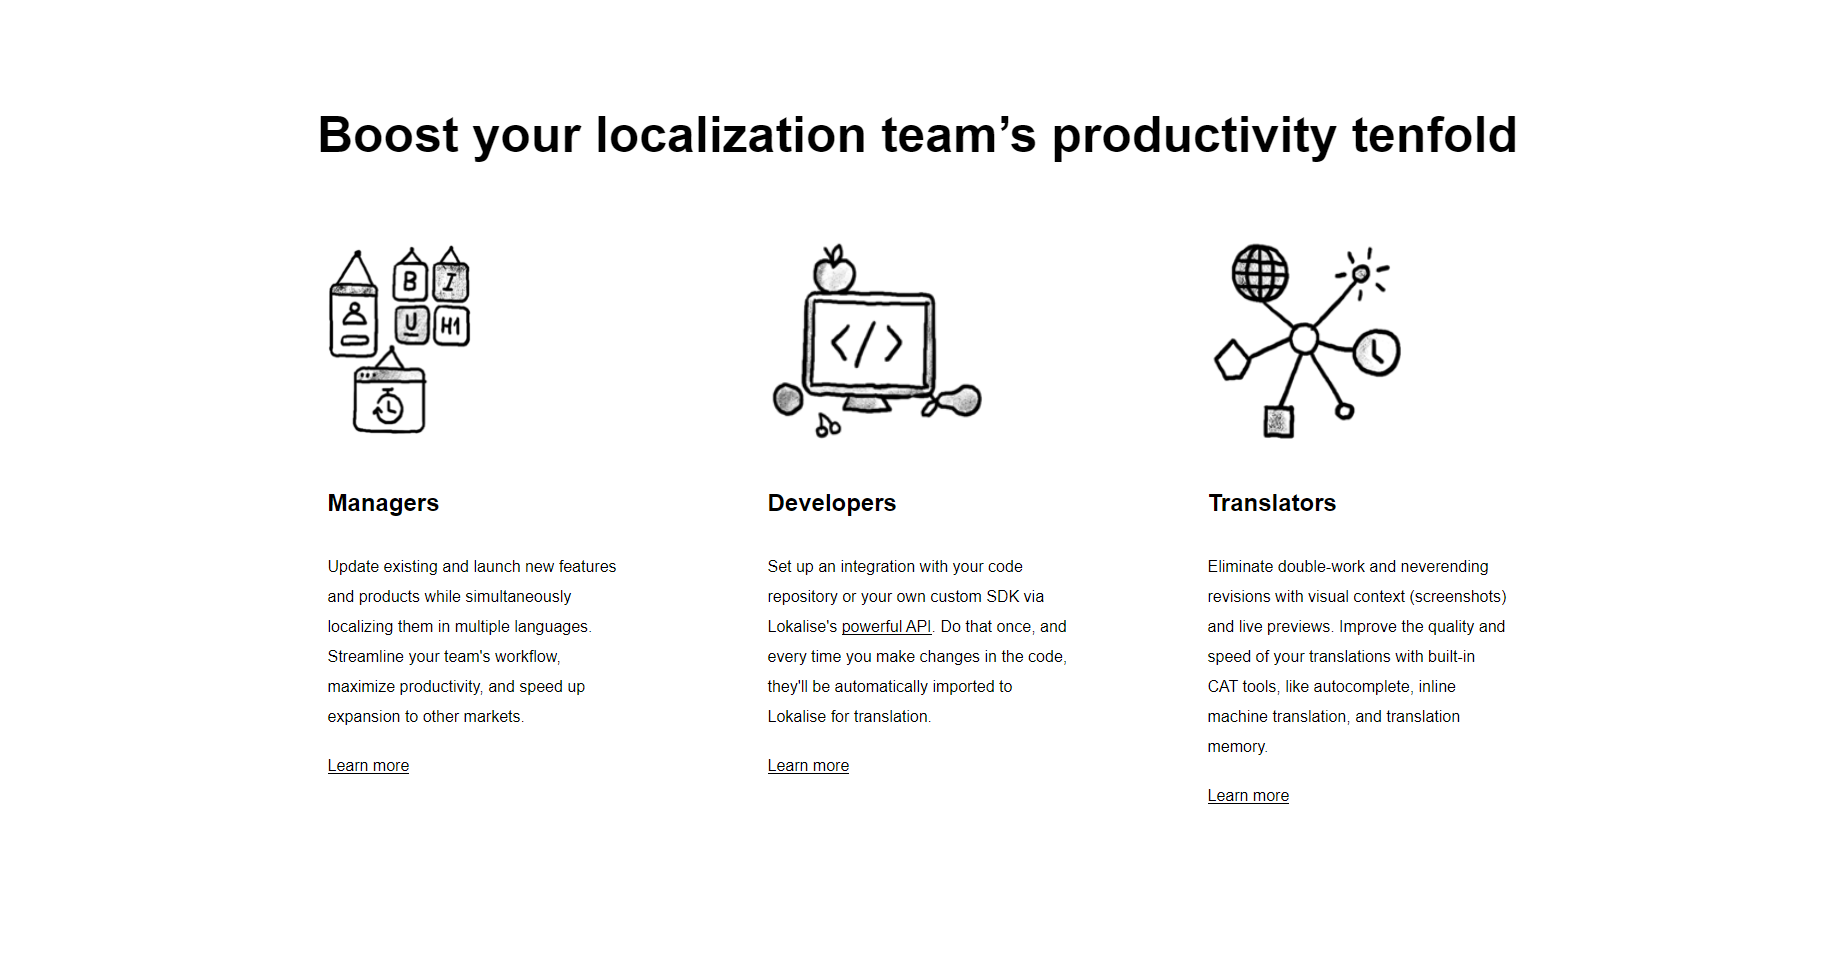 Boost your localization team’s productivity tenfold
B
I
U
H1
</>
Managers
Update existing and launch new features
and products while simultaneously
localizing them in multiple languages.
Streamline your team's workflow,
maximize productivity, and speed up
expansion to other markets.
Learn more
Developers
Set up an integration with your code
repository or your own custom SDK via
Lokalise's powerful API. Do that once, and
every time you make changes in the code,
they'll be automatically imported to
Lokalise for translation.
Learn more
Translators
Eliminate double-work and neverending
revisions with visual context (screenshots)
and live previews. Improve the quality and
speed of your translations with built-in
CAT tools, like autocomplete, inline
machine translation, and translation
memory.
Learn more